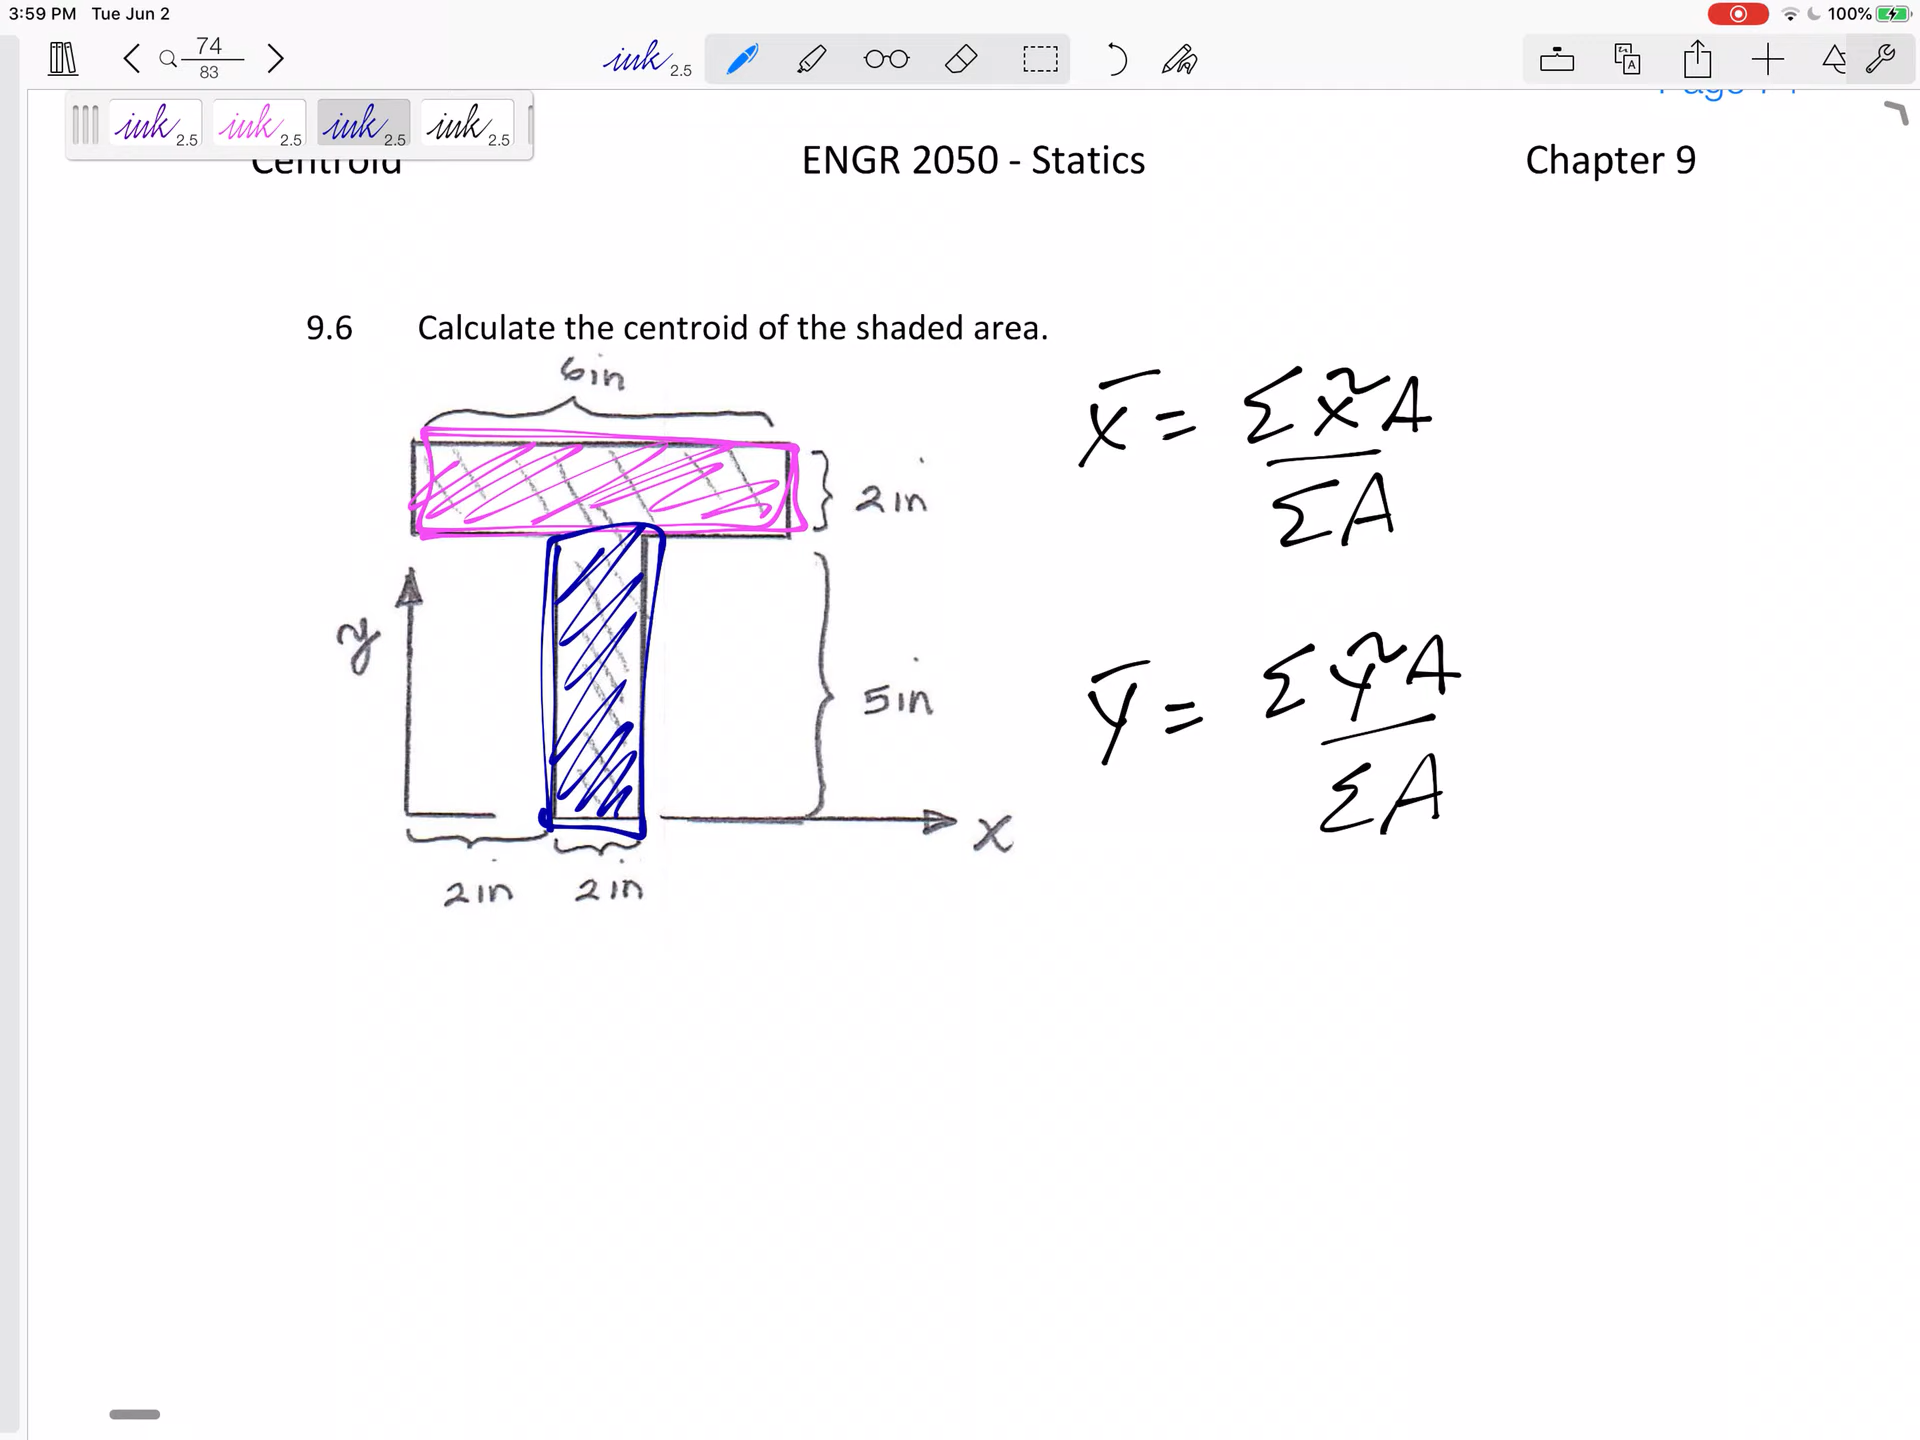 3:59 PM Tue Jun 2
100%
74
83
ink 2.5
ink 2.5
ink 2.5
ink 2.5
ink 2.5
Centroid
ENGR 2050 - Statics
Chapter 9
9.6 Calculate the centroid of the shaded area.
6in
2in
y
5in
x
2in
2in
x̄ = Σx̃A
ΣA
ȳ = ΣỹA
ΣA